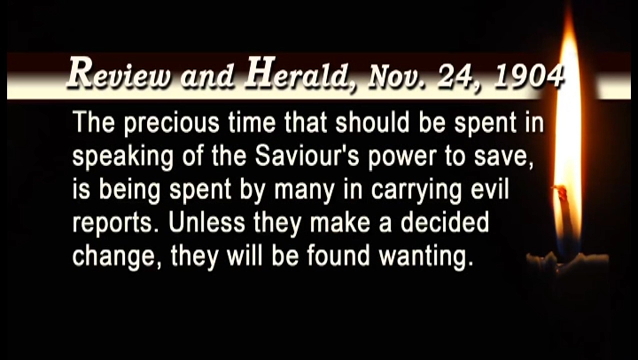 Review and Herald, Nov. 24, 1904
The precious time that should be spent in
speaking of the Saviour's power to save,
is being spent by many in carrying evil
reports. Unless they make a decided
change, they will be found wanting.